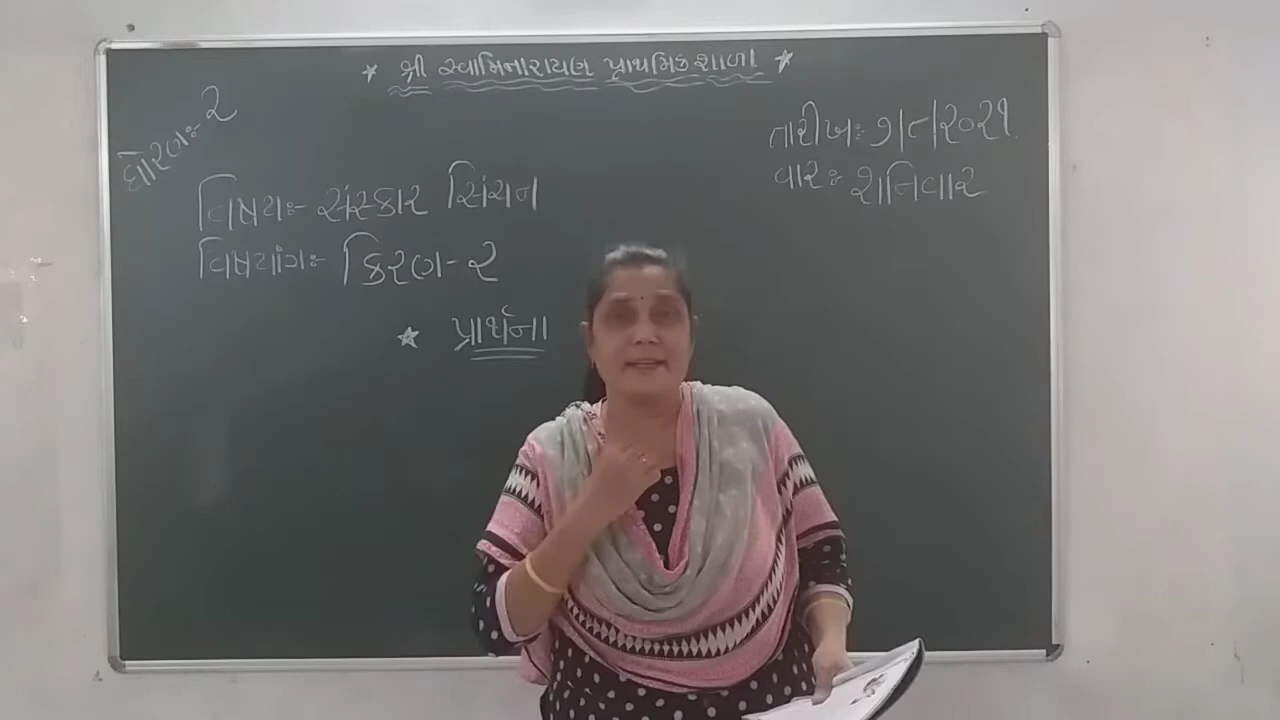 ★ શ્રી સ્વામિનારાયણ પ્રાથમિક શાળા ★
ધોરણઃ- ૨
તારીખઃ ૭/૮/૨૦૨૧
વારઃ શનિવાર
વિષયઃ- સંસ્કાર સિંચન
વિષયાંગઃ- કિરણ-૨
★ પ્રાર્થના